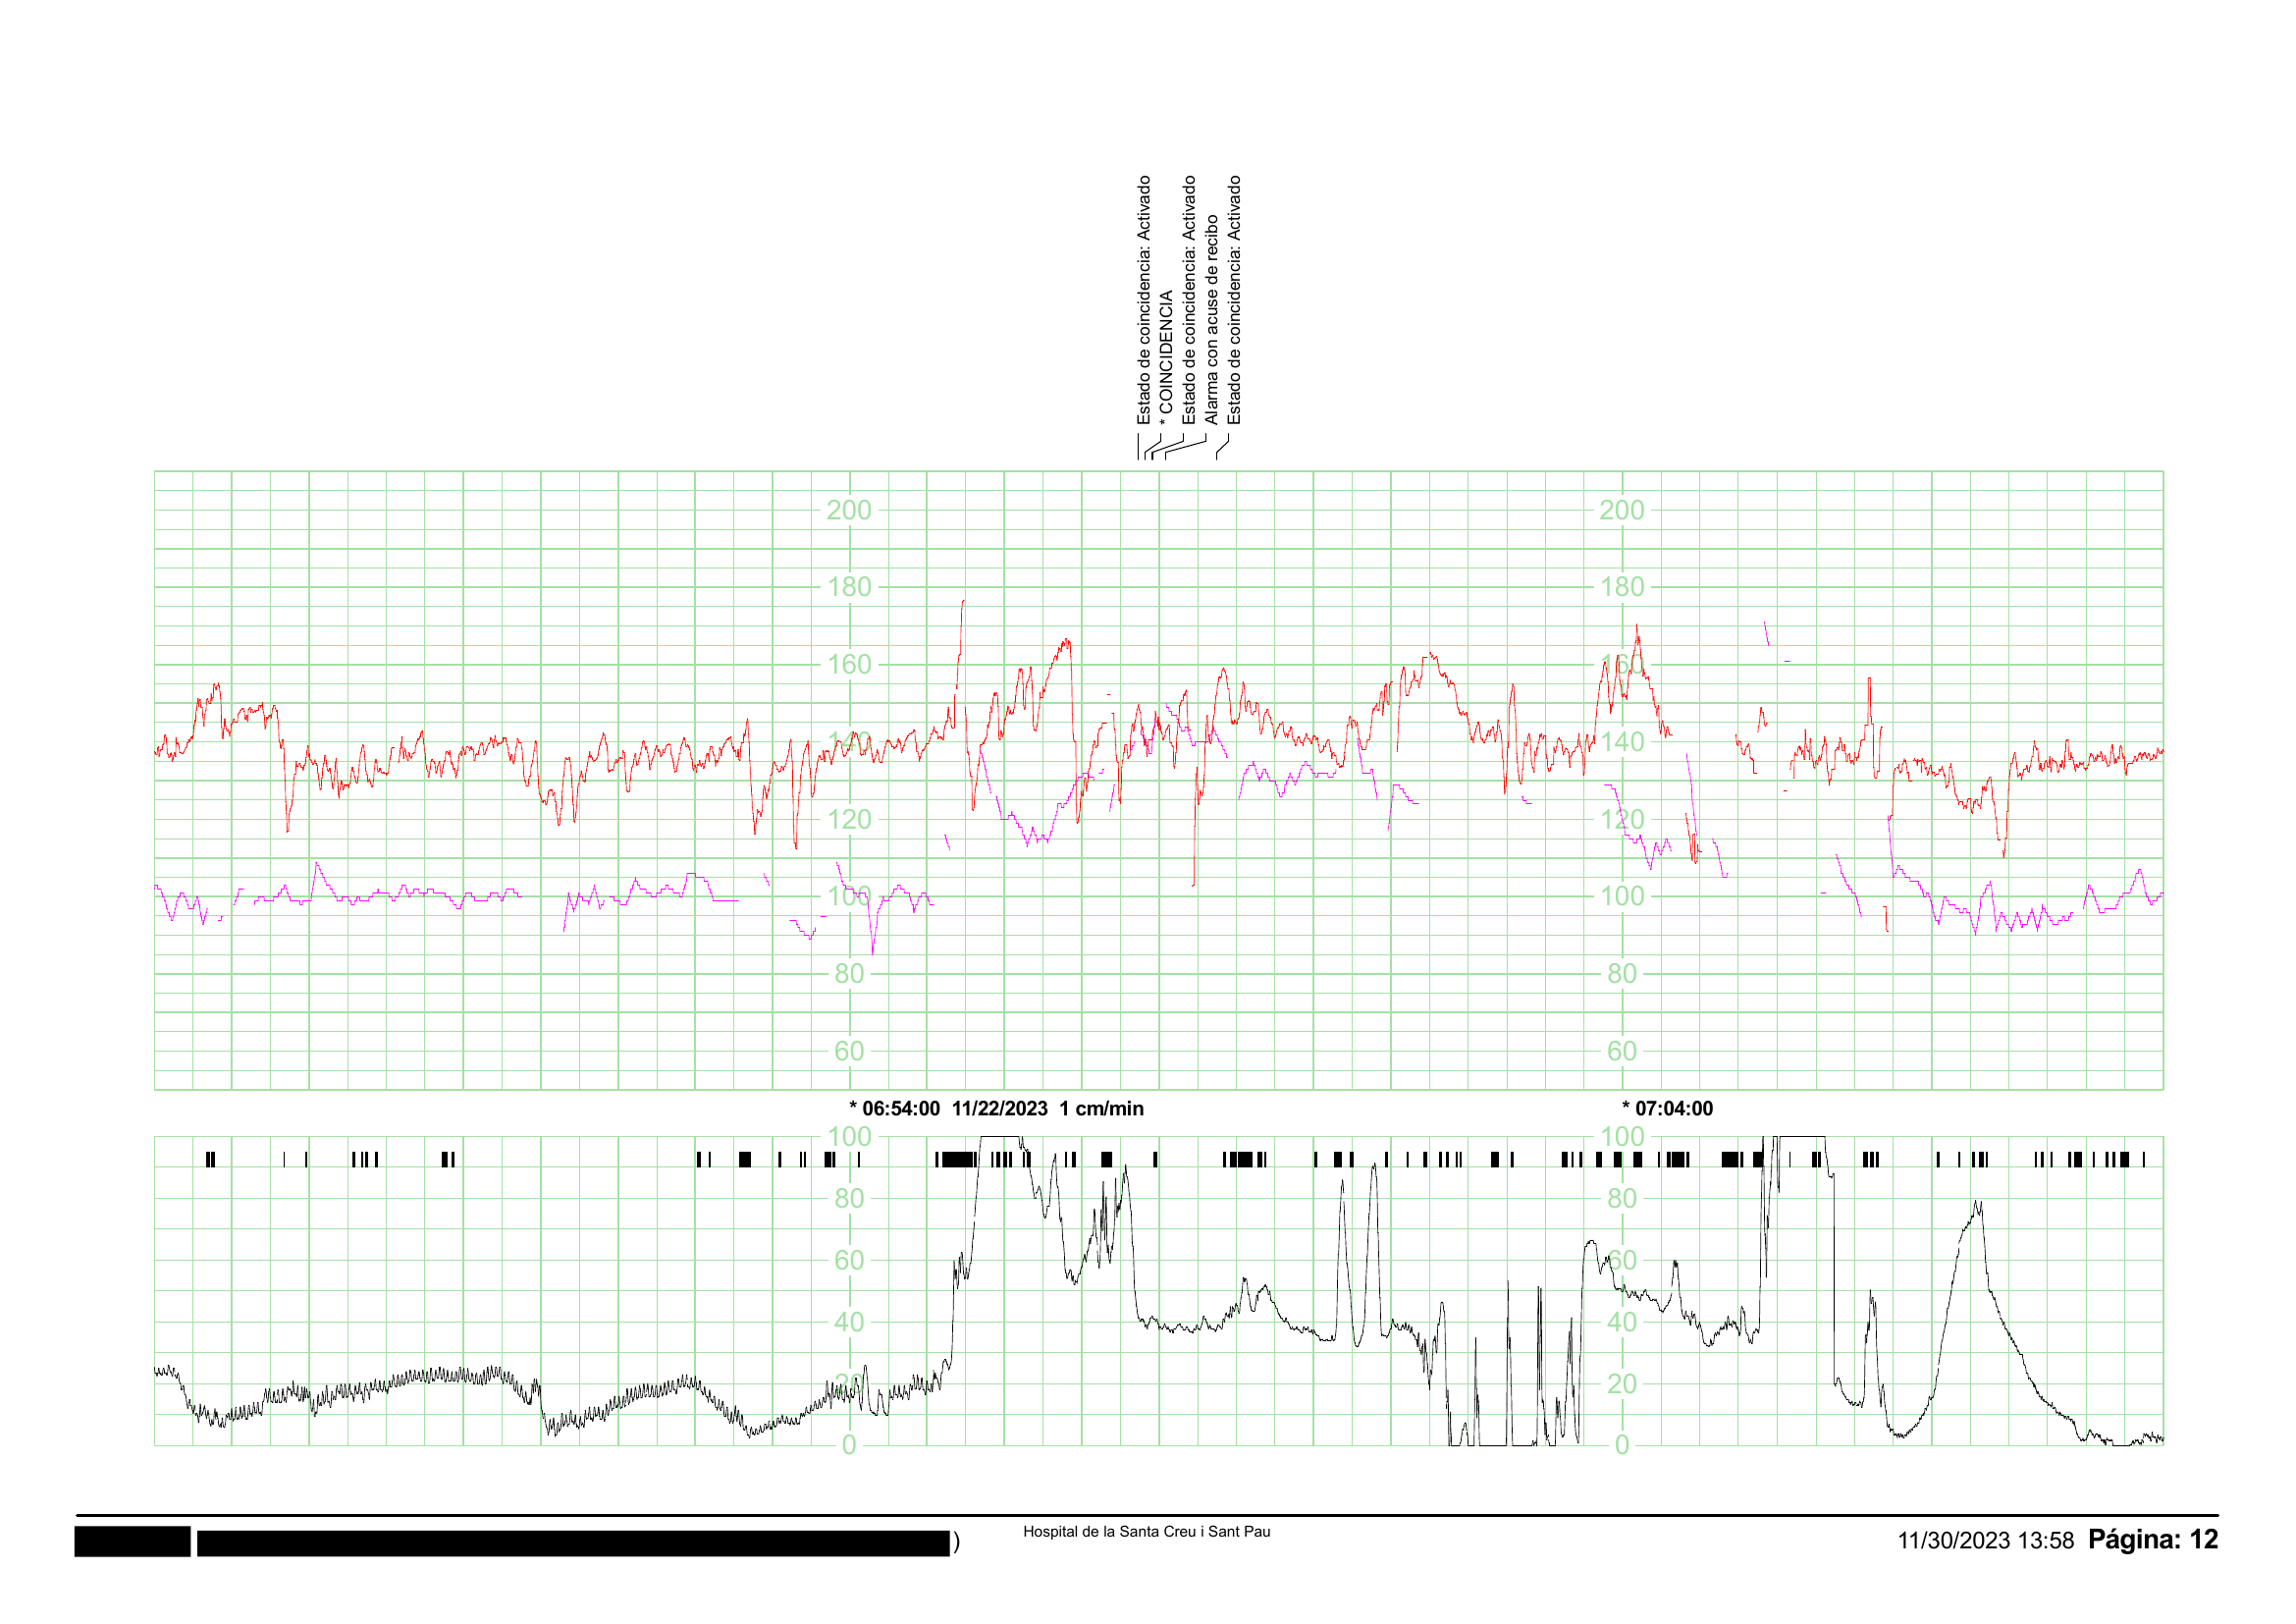 Estado de coincidencia: Activado
* COINCIDENCIA
Estado de coincidencia: Activado
Alarma con acuse de recibo
Estado de coincidencia: Activado
200 200
180 180
160 160
140 140
120 120
100 100
80 80
60 60
* 06:54:00 11/22/2023 1 cm/min * 07:04:00
100 100
80 80
60 60
40 40
20 20
0 0
) Hospital de la Santa Creu i Sant Pau 11/30/2023 13:58 Página: 12